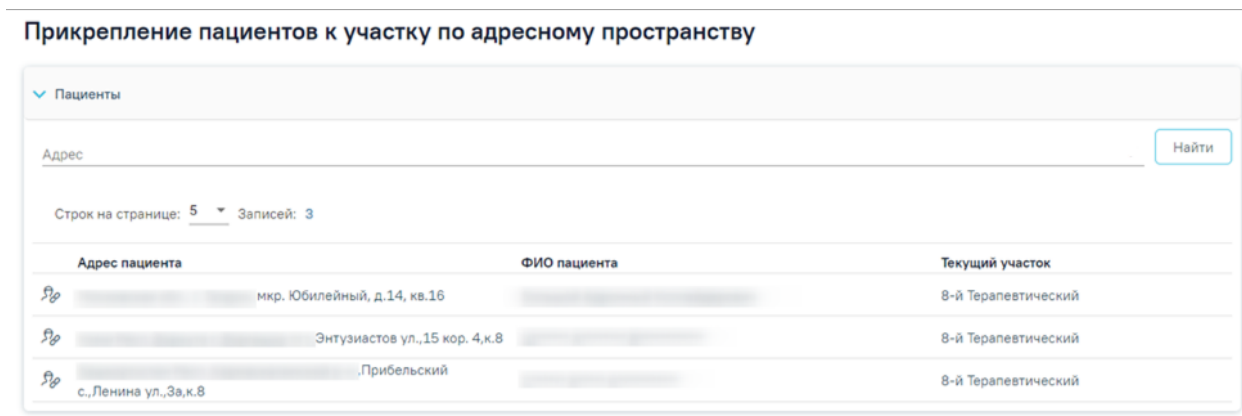 Прикрепление пациентов к участку по адресному пространству
Пациенты
Адрес
Найти
Строк на странице: 5 Записей: 3
Адрес пациента ФИО пациента Текущий участок
мкр. Юбилейный, д.14, кв.16 8-й Терапевтический
Энтузиастов ул.,15 кор. 4,к.8 8-й Терапевтический
,Прибельский
с.,Ленина ул.,3а,к.8 8-й Терапевтический